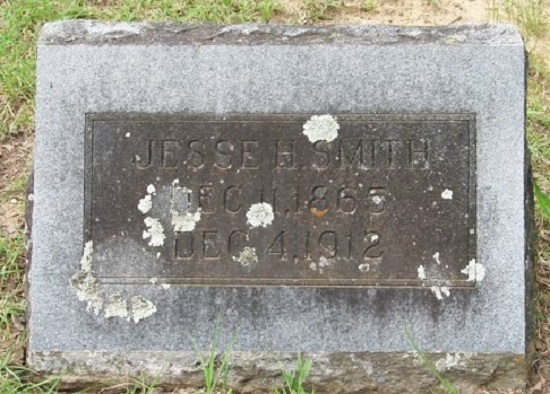 JESSE H. SMITH
DEC 11, 1865
DEC 4, 1912